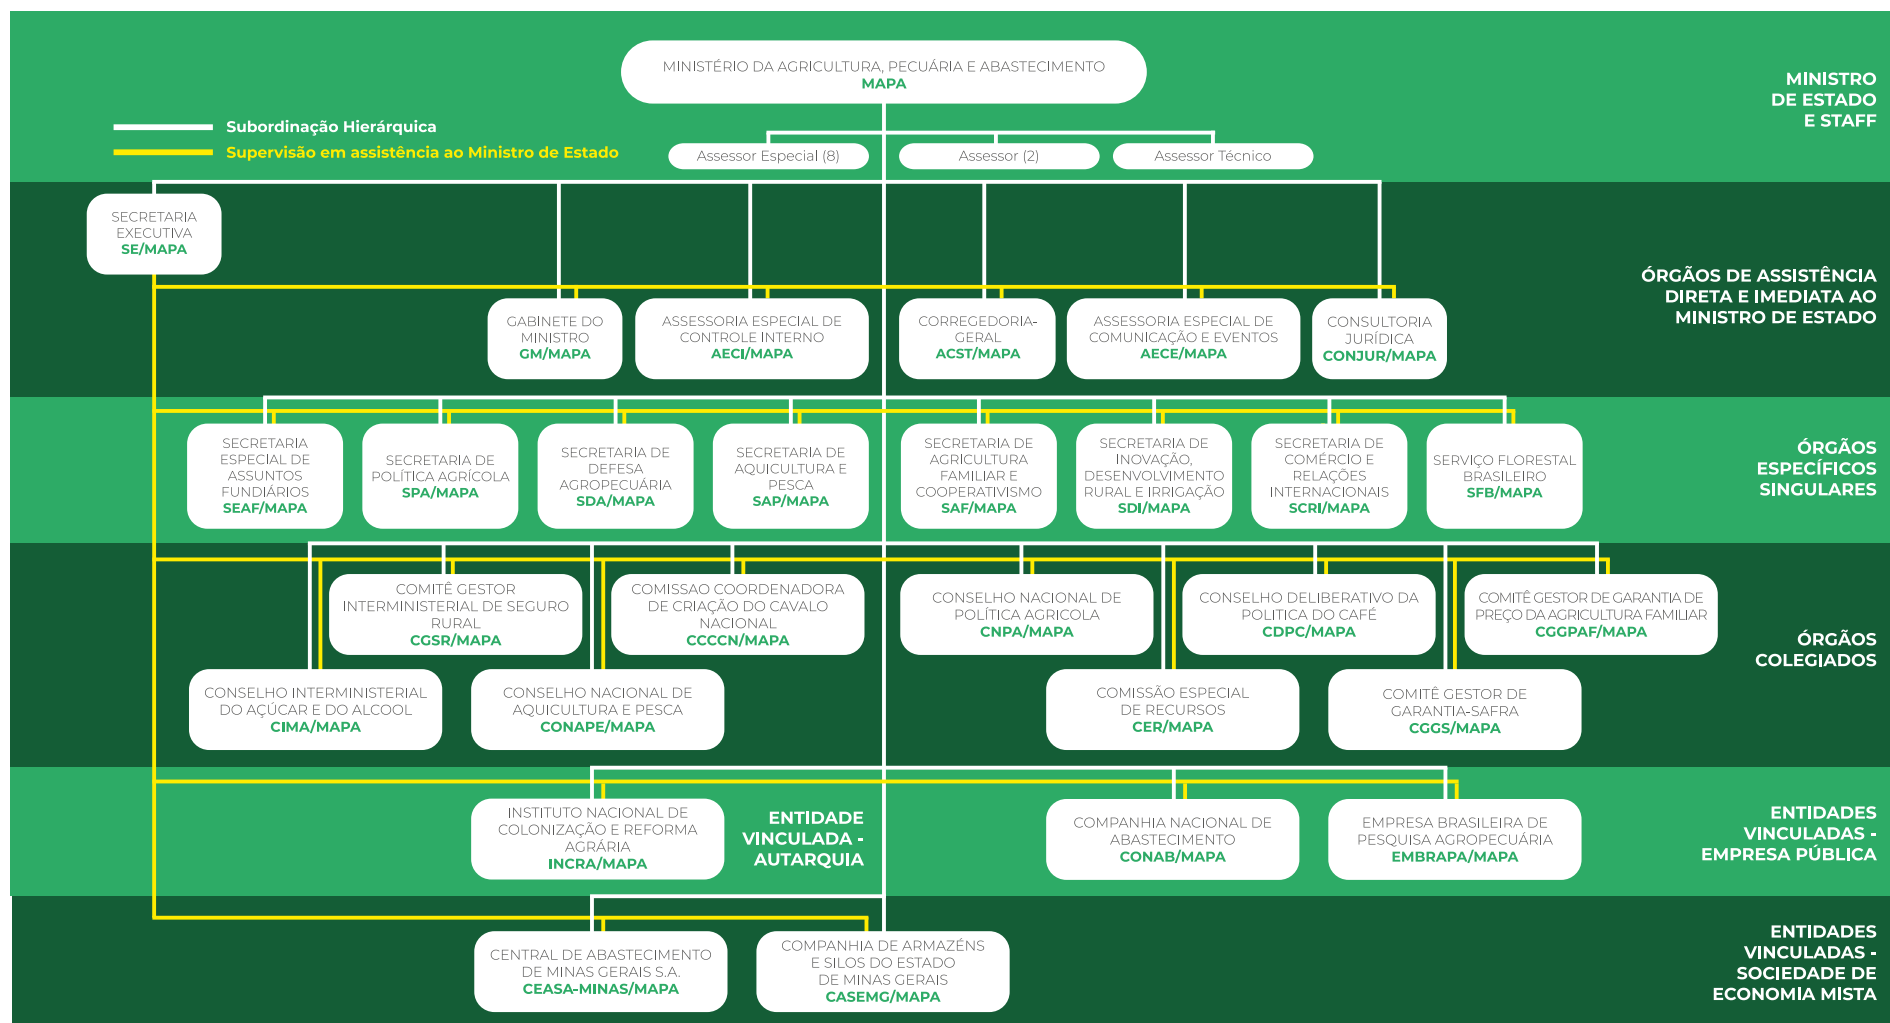 MINISTÉRIO DA AGRICULTURA, PECUÁRIA E ABASTECIMENTO
MAPA
MINISTRO
DE ESTADO
E STAFF
Subordinação Hierárquica
Supervisão em assistência ao Ministro de Estado
Assessor Especial (8)
Assessor (2)
Assessor Técnico
SECRETARIA
EXECUTIVA
SE/MAPA
ÓRGÃOS DE ASSISTÊNCIA
DIRETA E IMEDIATA AO
MINISTRO DE ESTADO
GABINETE DO
MINISTRO
GM/MAPA
ASSESSORIA ESPECIAL DE
CONTROLE INTERNO
AECI/MAPA
CORREGEDORIA-
GERAL
ACST/MAPA
ASSESSORIA ESPECIAL DE
COMUNICAÇÃO E EVENTOS
AECE/MAPA
CONSULTORIA
JURÍDICA
CONJUR/MAPA
SECRETARIA
ESPECIAL DE
ASSUNTOS
FUNDIÁRIOS
SEAF/MAPA
SECRETARIA DE
POLÍTICA AGRÍCOLA
SPA/MAPA
SECRETARIA DE
DEFESA
AGROPECUÁRIA
SDA/MAPA
SECRETARIA DE
AQUICULTURA E
PESCA
SAP/MAPA
SECRETARIA DE
AGRICULTURA
FAMILIAR E
COOPERATIVISMO
SAF/MAPA
SECRETARIA DE
INOVAÇÃO,
DESENVOLVIMENTO
RURAL E IRRIGAÇÃO
SDI/MAPA
SECRETARIA DE
COMÉRCIO E
RELAÇÕES
INTERNACIONAIS
SCRI/MAPA
SERVIÇO FLORESTAL
BRASILEIRO
SFB/MAPA
ÓRGÃOS
ESPECÍFICOS
SINGULARES
COMITÊ GESTOR
INTERMINISTERIAL DE SEGURO
RURAL
CGSR/MAPA
COMISSAO COORDENADORA
DE CRIAÇÃO DO CAVALO
NACIONAL
CCCCN/MAPA
CONSELHO NACIONAL DE
POLÍTICA AGRICOLA
CNPA/MAPA
CONSELHO DELIBERATIVO DA
POLITICA DO CAFÉ
CDPC/MAPA
COMITÊ GESTOR DE GARANTIA DE
PREÇO DA AGRICULTURA FAMILIAR
CGGPAF/MAPA
ÓRGÃOS
COLEGIADOS
CONSELHO INTERMINISTERIAL
DO AÇÚCAR E DO ALCOOL
CIMA/MAPA
CONSELHO NACIONAL DE
AQUICULTURA E PESCA
CONAPE/MAPA
COMISSÃO ESPECIAL
DE RECURSOS
CER/MAPA
COMITÊ GESTOR DE
GARANTIA-SAFRA
CGGS/MAPA
INSTITUTO NACIONAL DE
COLONIZAÇÃO E REFORMA
AGRÁRIA
INCRA/MAPA
ENTIDADE
VINCULADA -
AUTARQUIA
COMPANHIA NACIONAL DE
ABASTECIMENTO
CONAB/MAPA
EMPRESA BRASILEIRA DE
PESQUISA AGROPECUÁRIA
EMBRAPA/MAPA
ENTIDADES
VINCULADAS -
EMPRESA PÚBLICA
CENTRAL DE ABASTECIMENTO
DE MINAS GERAIS S.A.
CEASA-MINAS/MAPA
COMPANHIA DE ARMAZÉNS
E SILOS DO ESTADO
DE MINAS GERAIS
CASEMG/MAPA
ENTIDADES
VINCULADAS -
SOCIEDADE DE
ECONOMIA MISTA